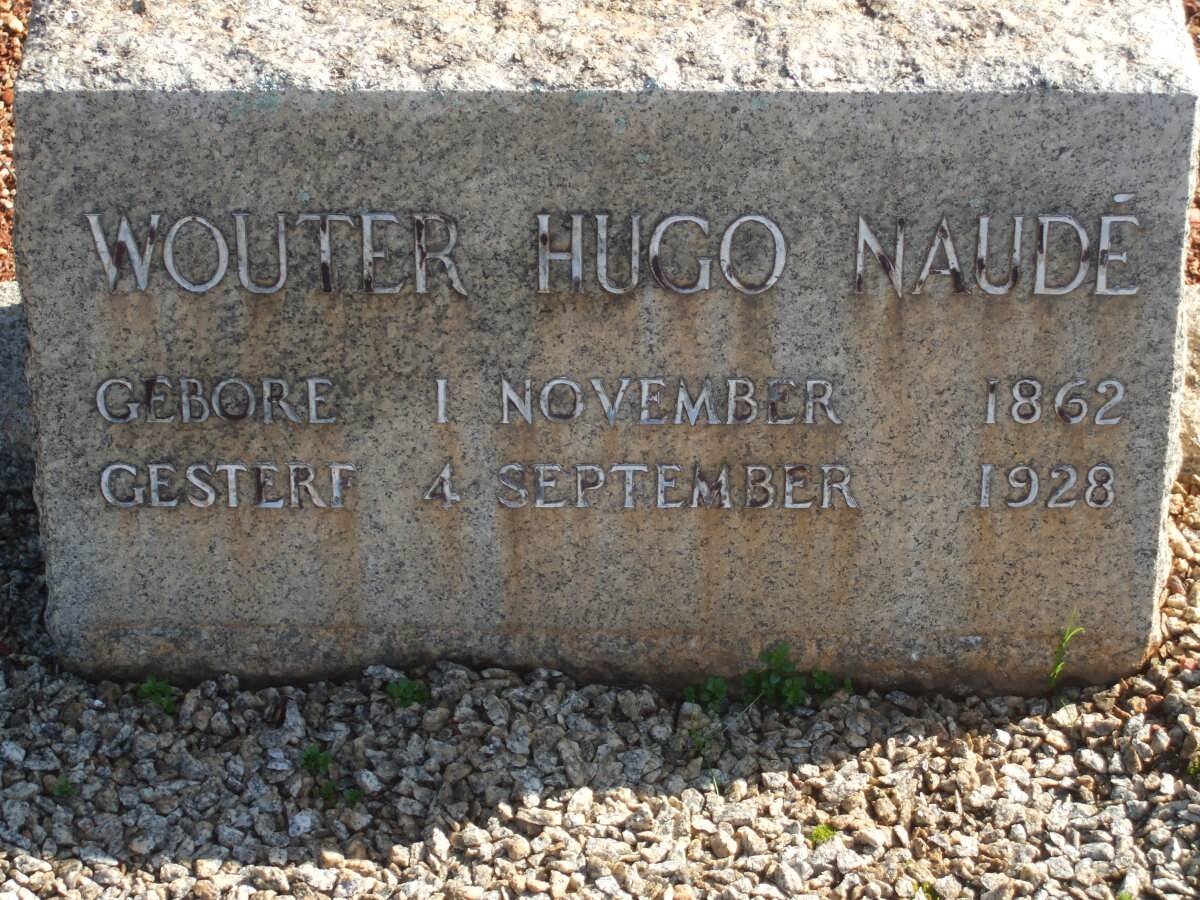 WOUTER HUGO NAUDÉ
GEBORE 1 NOVEMBER 1862
GESTERF 4 SEPTEMBER 1928